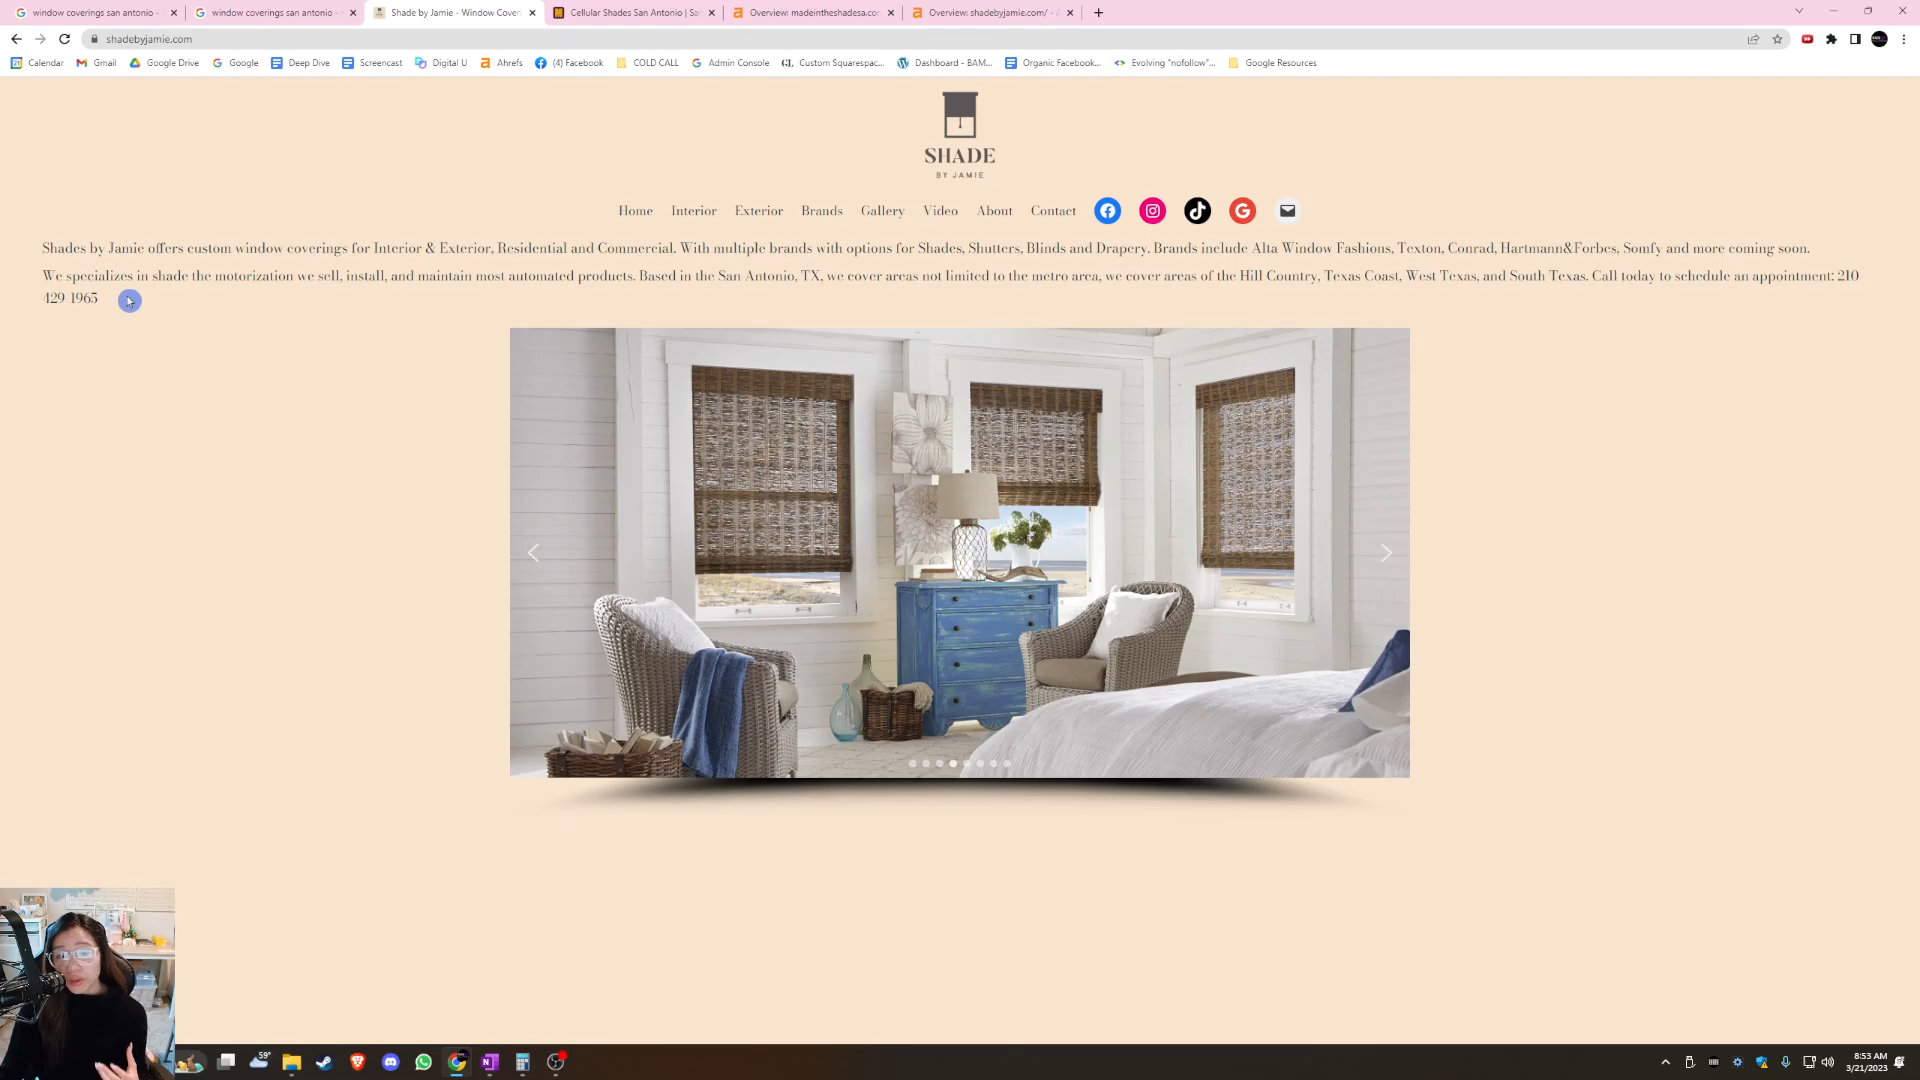 window coverings san antonio -
window coverings san antonio -
Shade by Jamie - Window Cover
Cellular Shades San Antonio | Sa
Overview: madeintheshadesa.co
Overview: shadebyjamie.com/ -
shadebyjamie.com
Calendar
Gmail
Google Drive
Google
Deep Dive
Screencast
Digital U
Ahrefs
(4) Facebook
COLD CALL
Admin Console
Custom Squarespac...
Dashboard - BAM...
Organic Facebook...
Evolving "nofollow"...
Google Resources
SHADE
BY JAMIE
Home
Interior
Exterior
Brands
Gallery
Video
About
Contact
Shades by Jamie offers custom window coverings for Interior & Exterior, Residential and Commercial. With multiple brands with options for Shades, Shutters, Blinds and Drapery. Brands include Alta Window Fashions, Texton, Conrad, Hartmann&Forbes, Somfy and more coming soon.
We specializes in shade the motorization we sell, install, and maintain most automated products. Based in the San Antonio, TX, we cover areas not limited to the metro area, we cover areas of the Hill Country, Texas Coast, West Texas, and South Texas. Call today to schedule an appointment: 210
429 1965
59°
8:53 AM
3/21/2023